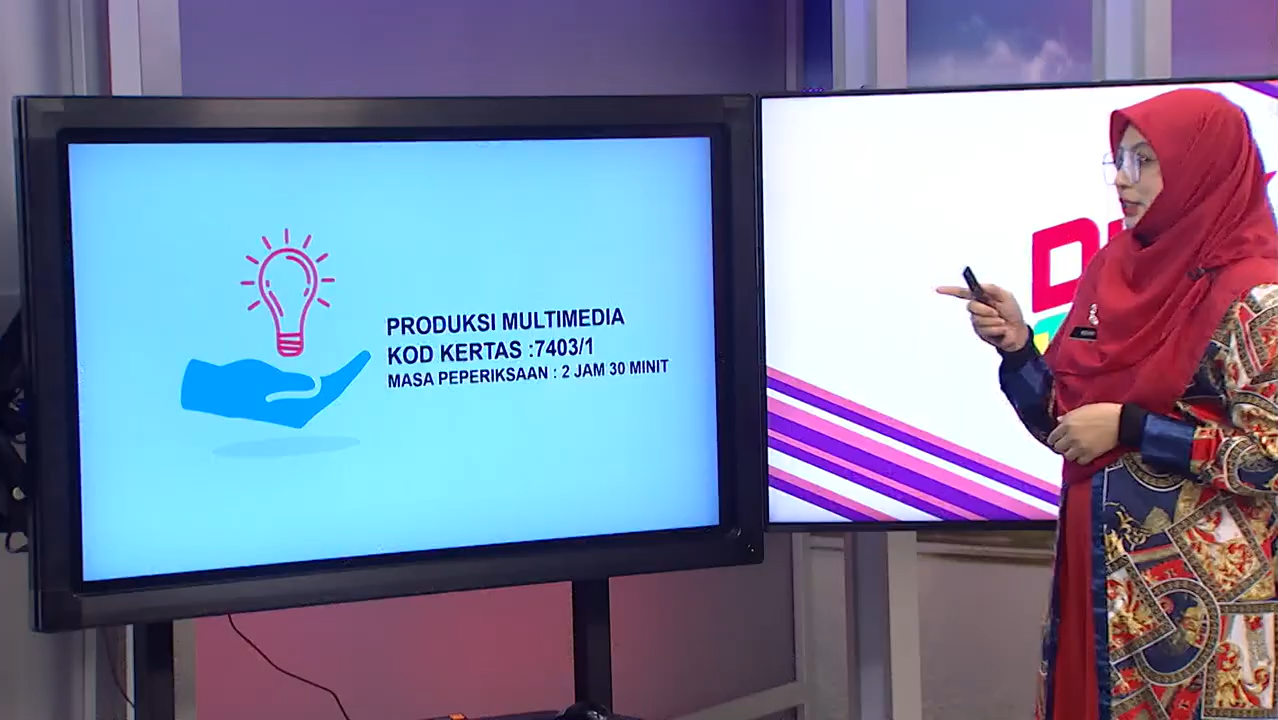 PRODUKSI MULTIMEDIA
KOD KERTAS :7403/1
MASA PEPERIKSAAN : 2 JAM 30 MINIT